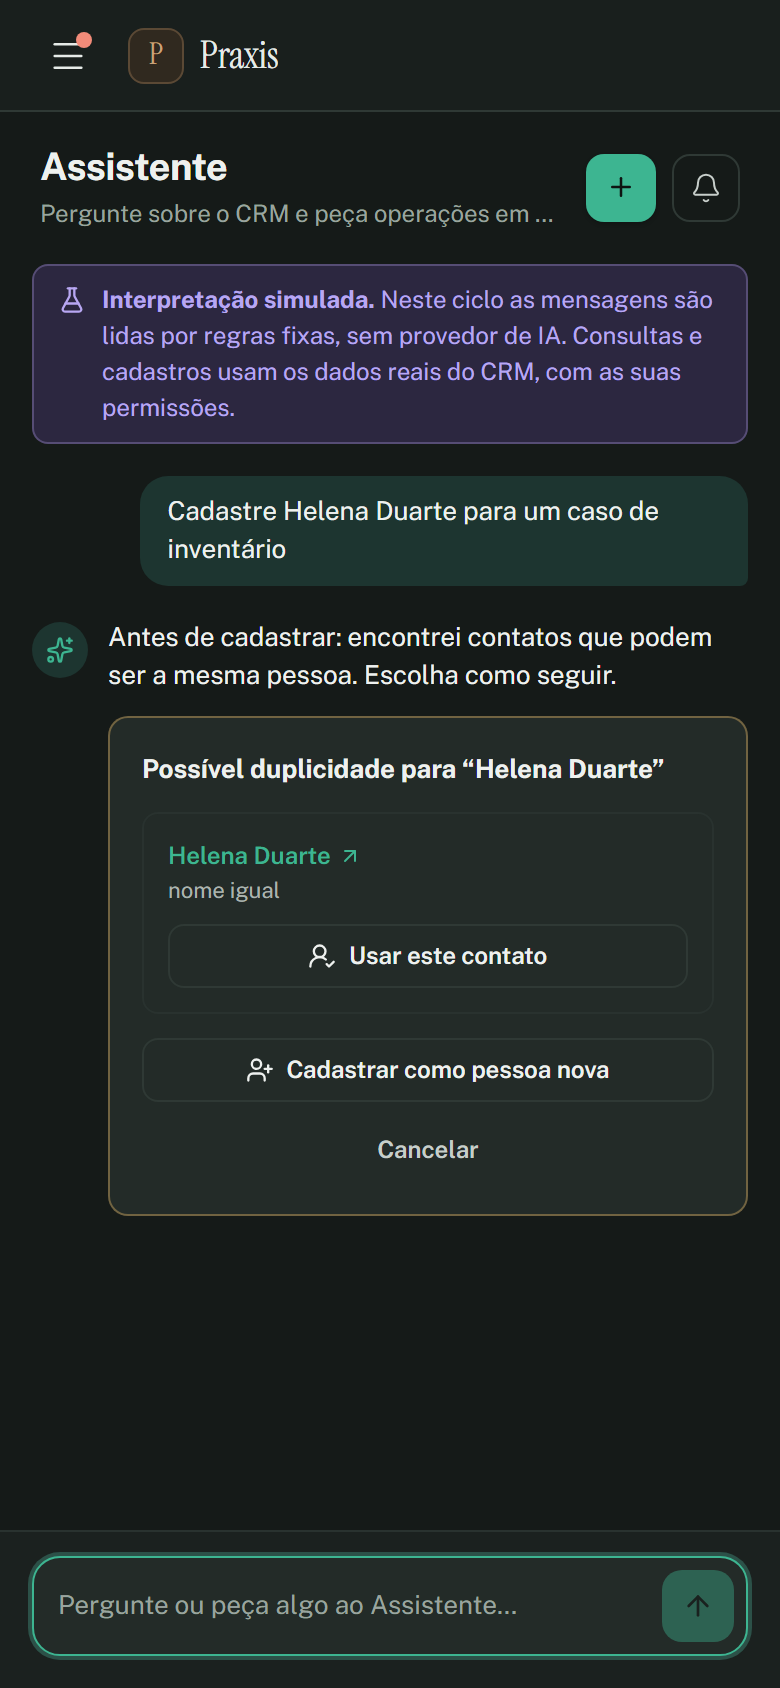 P
Praxis
Assistente
Pergunte sobre o CRM e peça operações em ...
Interpretação simulada. Neste ciclo as mensagens são
lidas por regras fixas, sem provedor de IA. Consultas e
cadastros usam os dados reais do CRM, com as suas
permissões.
Cadastre Helena Duarte para um caso de
inventário
Antes de cadastrar: encontrei contatos que podem
ser a mesma pessoa. Escolha como seguir.
Possível duplicidade para “Helena Duarte”
Helena Duarte
nome igual
Usar este contato
Cadastrar como pessoa nova
Cancelar
Pergunte ou peça algo ao Assistente...